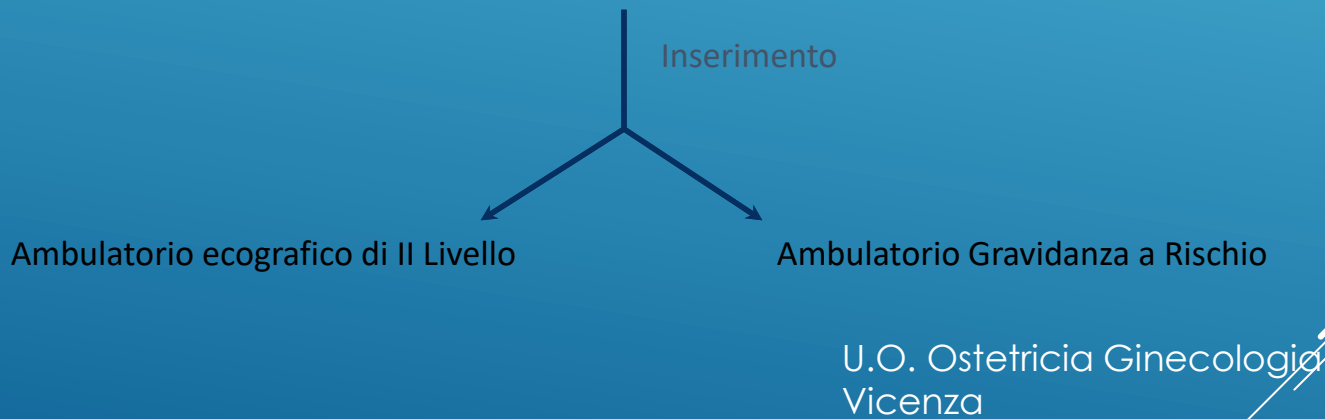 Inserimento
Ambulatorio ecografico di II Livello
Ambulatorio Gravidanza a Rischio
U.O. Ostetricia Ginecologia
Vicenza